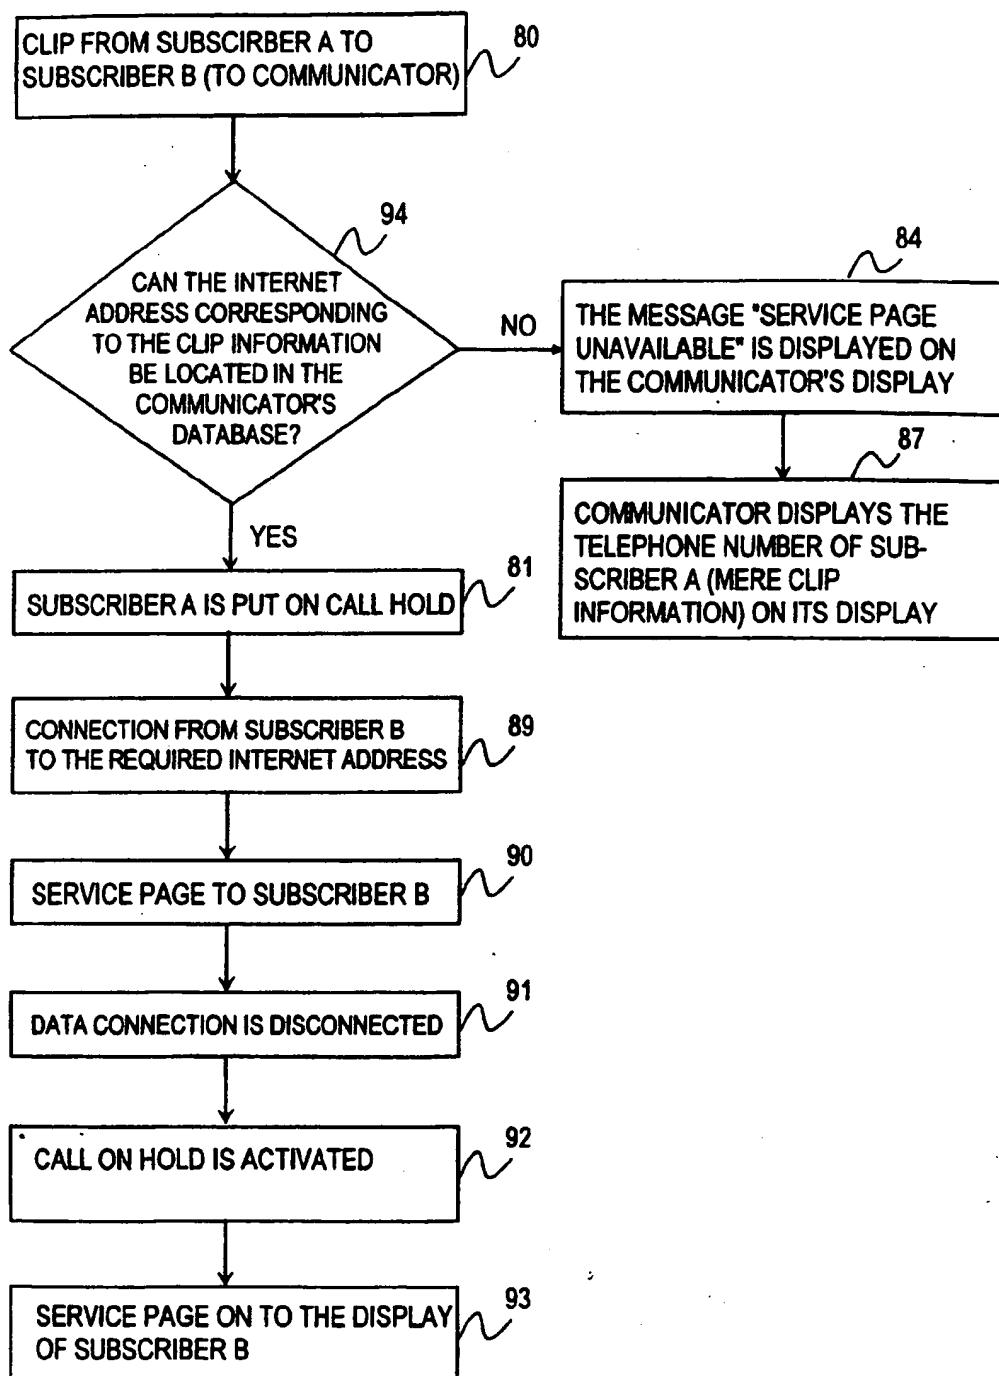 CLIP FROM SUBSCIRBER A TO
SUBSCRIBER B (TO COMMUNICATOR)
80
94
CAN THE INTERNET
ADDRESS CORRESPONDING
TO THE CLIP INFORMATION
BE LOCATED IN THE
COMMUNICATOR'S
DATABASE?
NO
84
THE MESSAGE "SERVICE PAGE
UNAVAILABLE" IS DISPLAYED ON
THE COMMUNICATOR'S DISPLAY
87
COMMUNICATOR DISPLAYS THE
TELEPHONE NUMBER OF SUB-
SCRIBER A (MERE CLIP
INFORMATION) ON ITS DISPLAY
YES
81
SUBSCRIBER A IS PUT ON CALL HOLD
CONNECTION FROM SUBSCRIBER B
TO THE REQUIRED INTERNET ADDRESS
89
90
SERVICE PAGE TO SUBSCRIBER B
91
DATA CONNECTION IS DISCONNECTED
92
CALL ON HOLD IS ACTIVATED
SERVICE PAGE ON TO THE DISPLAY
OF SUBSCRIBER B
93